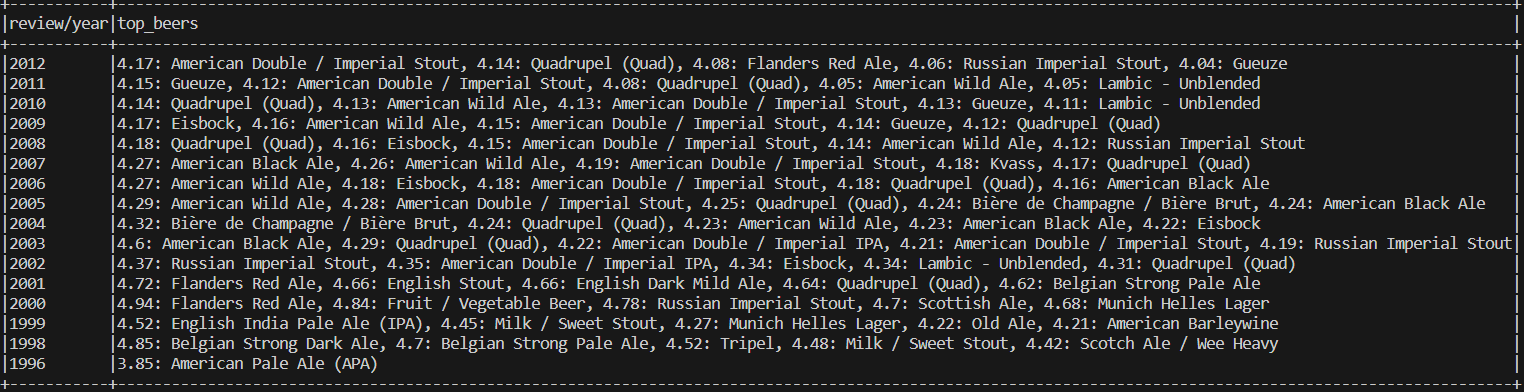 +-----------+--------------------------------------------------------------------------------------------------------------------------------------------------------+
|review/year|top_beers |
+-----------+--------------------------------------------------------------------------------------------------------------------------------------------------------+
|2012 |4.17: American Double / Imperial Stout, 4.14: Quadrupel (Quad), 4.08: Flanders Red Ale, 4.06: Russian Imperial Stout, 4.04: Gueuze |
|2011 |4.15: Gueuze, 4.12: American Double / Imperial Stout, 4.08: Quadrupel (Quad), 4.05: American Wild Ale, 4.05: Lambic - Unblended |
|2010 |4.14: Quadrupel (Quad), 4.13: American Wild Ale, 4.13: American Double / Imperial Stout, 4.13: Gueuze, 4.11: Lambic - Unblended |
|2009 |4.17: Eisbock, 4.16: American Wild Ale, 4.15: American Double / Imperial Stout, 4.14: Gueuze, 4.12: Quadrupel (Quad) |
|2008 |4.18: Quadrupel (Quad), 4.16: Eisbock, 4.15: American Double / Imperial Stout, 4.14: American Wild Ale, 4.12: Russian Imperial Stout |
|2007 |4.27: American Black Ale, 4.26: American Wild Ale, 4.19: American Double / Imperial Stout, 4.18: Kvass, 4.17: Quadrupel (Quad) |
|2006 |4.27: American Wild Ale, 4.18: Eisbock, 4.18: American Double / Imperial Stout, 4.18: Quadrupel (Quad), 4.16: American Black Ale |
|2005 |4.29: American Wild Ale, 4.28: American Double / Imperial Stout, 4.25: Quadrupel (Quad), 4.24: Bière de Champagne / Bière Brut, 4.24: American Black Ale |
|2004 |4.32: Bière de Champagne / Bière Brut, 4.24: Quadrupel (Quad), 4.23: American Wild Ale, 4.23: American Black Ale, 4.22: Eisbock |
|2003 |4.6: American Black Ale, 4.29: Quadrupel (Quad), 4.22: American Double / Imperial IPA, 4.21: American Double / Imperial Stout, 4.19: Russian Imperial Stout|
|2002 |4.37: Russian Imperial Stout, 4.35: American Double / Imperial IPA, 4.34: Eisbock, 4.34: Lambic - Unblended, 4.31: Quadrupel (Quad) |
|2001 |4.72: Flanders Red Ale, 4.66: English Stout, 4.66: English Dark Mild Ale, 4.64: Quadrupel (Quad), 4.62: Belgian Strong Pale Ale |
|2000 |4.94: Flanders Red Ale, 4.84: Fruit / Vegetable Beer, 4.78: Russian Imperial Stout, 4.7: Scottish Ale, 4.68: Munich Helles Lager |
|1999 |4.52: English India Pale Ale (IPA), 4.45: Milk / Sweet Stout, 4.27: Munich Helles Lager, 4.22: Old Ale, 4.21: American Barleywine |
|1998 |4.85: Belgian Strong Dark Ale, 4.7: Belgian Strong Pale Ale, 4.52: Tripel, 4.48: Milk / Sweet Stout, 4.42: Scotch Ale / Wee Heavy |
|1996 |3.85: American Pale Ale (APA) |
+-----------+--------------------------------------------------------------------------------------------------------------------------------------------------------+